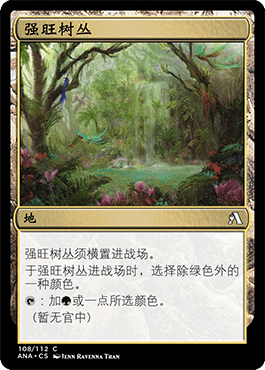 强旺树丛
地
强旺树丛须横置进战场。
于强旺树丛进战场时，选择除绿色外的
一种颜色。
：加或一点所选颜色。
（暂无官中）
108/112 C
ANA • CS JENN RAVENNA TRAN